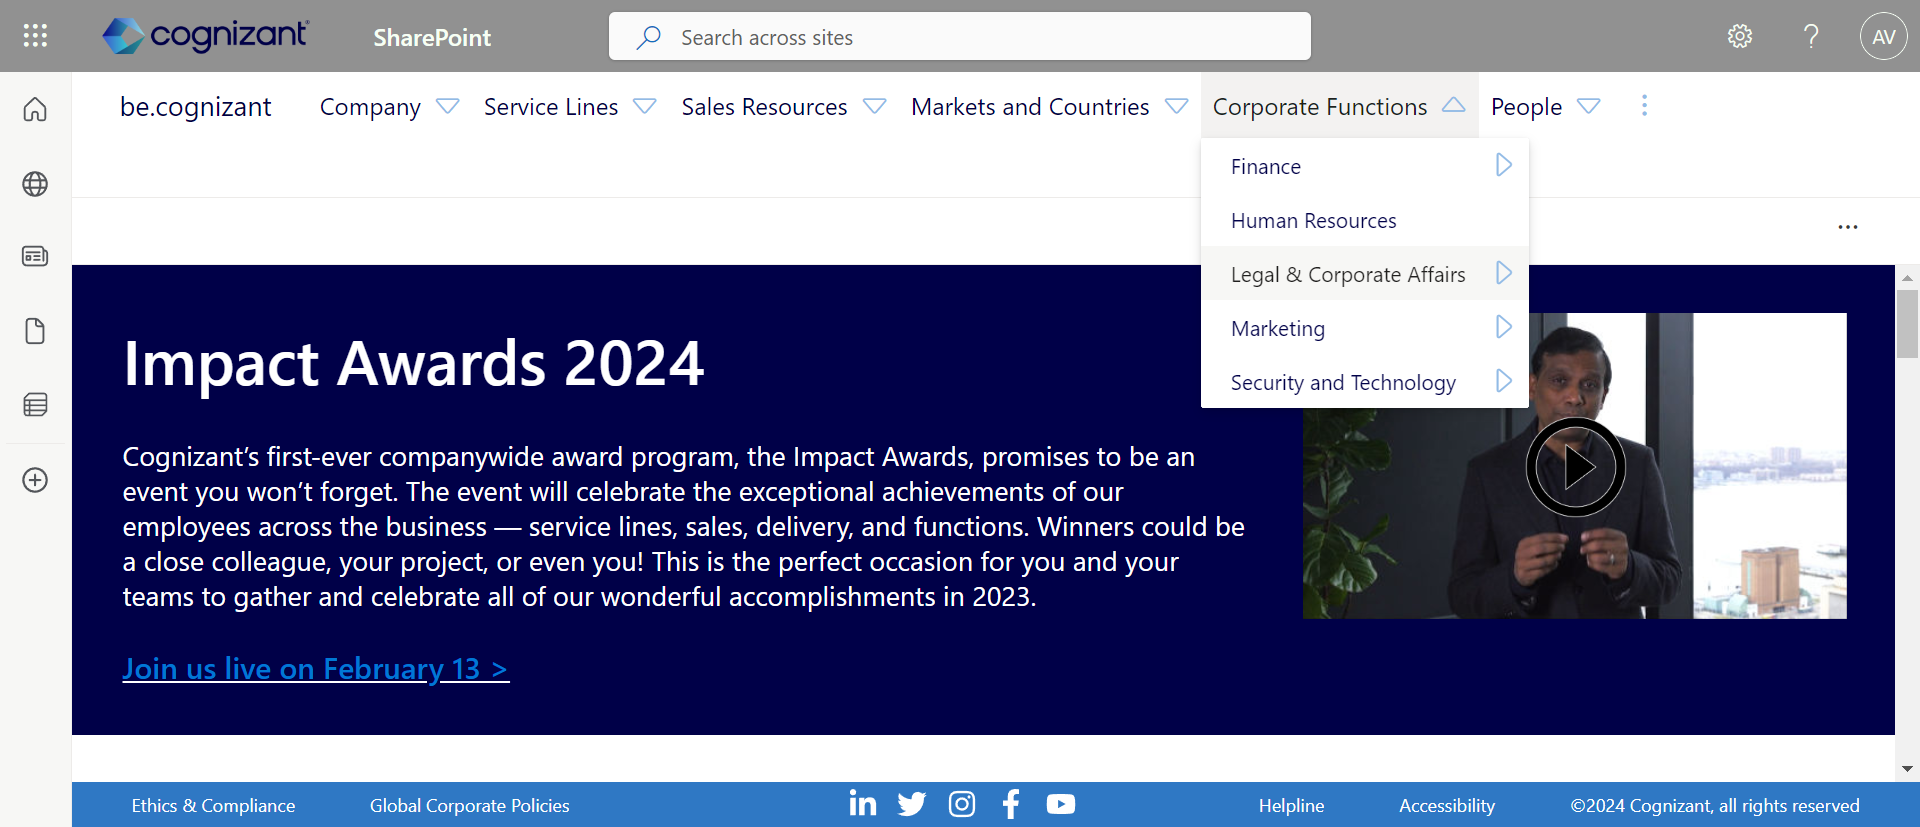 cognizant
SharePoint
Search across sites
AV
be.cognizant
Company
Service Lines
Sales Resources
Markets and Countries
Corporate Functions
People
Finance
Human Resources
Legal & Corporate Affairs
Marketing
Security and Technology
Impact Awards 2024
Cognizant’s first-ever companywide award program, the Impact Awards, promises to be an
event you won’t forget. The event will celebrate the exceptional achievements of our
employees across the business — service lines, sales, delivery, and functions. Winners could be
a close colleague, your project, or even you! This is the perfect occasion for you and your
teams to gather and celebrate all of our wonderful accomplishments in 2023.
Join us live on February 13 >
Ethics & Compliance
Global Corporate Policies
Helpline
Accessibility
©2024 Cognizant, all rights reserved